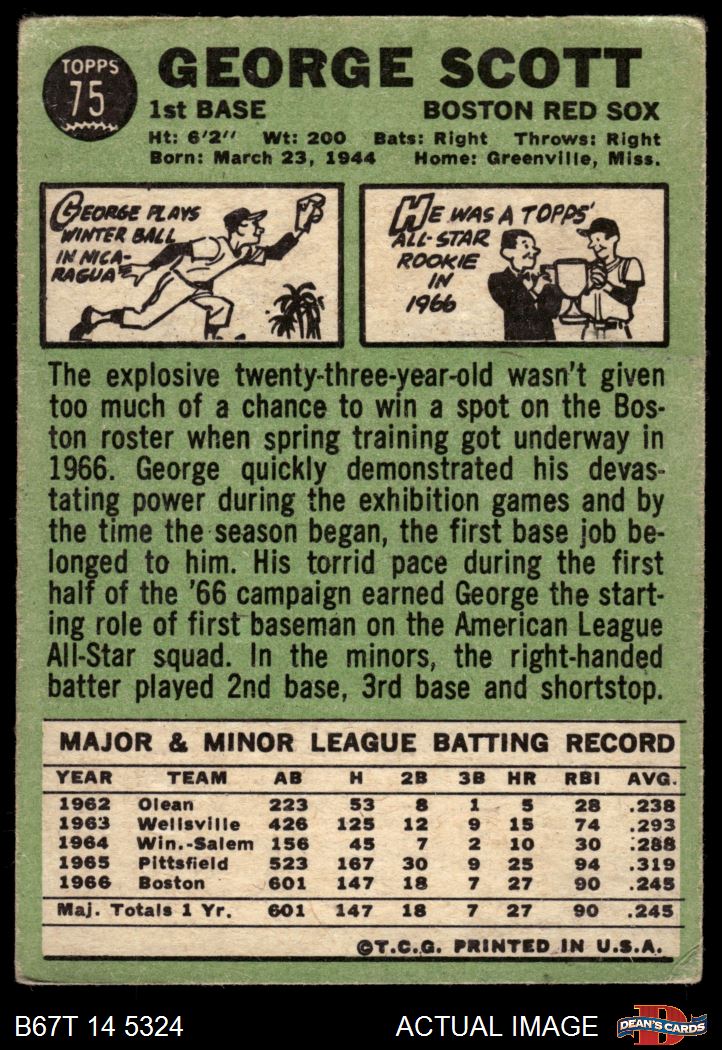 TOPPS
75
GEORGE SCOTT
1st BASE BOSTON RED SOX
Ht: 6'2" Wt: 200 Bats: Right Throws: Right
Born: March 23, 1944 Home: Greenville, Miss.
GEORGE PLAYS
WINTER BALL
IN NICA-
RAGUA
HE WAS A TOPPS'
ALL-STAR
ROOKIE
IN
1966
The explosive twenty-three-year-old wasn't given
too much of a chance to win a spot on the Bos-
ton roster when spring training got underway in
1966. George quickly demonstrated his devas-
tating power during the exhibition games and by
the time the season began, the first base job be-
longed to him. His torrid pace during the first
half of the '66 campaign earned George the start-
ing role of first baseman on the American League
All-Star squad. In the minors, the right-handed
batter played 2nd base, 3rd base and shortstop.
MAJOR & MINOR LEAGUE BATTING RECORD
YEAR TEAM AB H 2B 3B HR RBI AVG.
1962 Olean 223 53 8 1 5 28 .238
1963 Wellsville 426 125 12 9 15 74 .293
1964 Win.-Salem 156 45 7 2 10 30 .288
1965 Pittsfield 523 167 30 9 25 94 .319
1966 Boston 601 147 18 7 27 90 .245
Maj. Totals 1 Yr. 601 147 18 7 27 90 .245
©T.C.G. PRINTED IN U.S.A.
B67T 14 5324 ACTUAL IMAGE DEAN'S CARDS